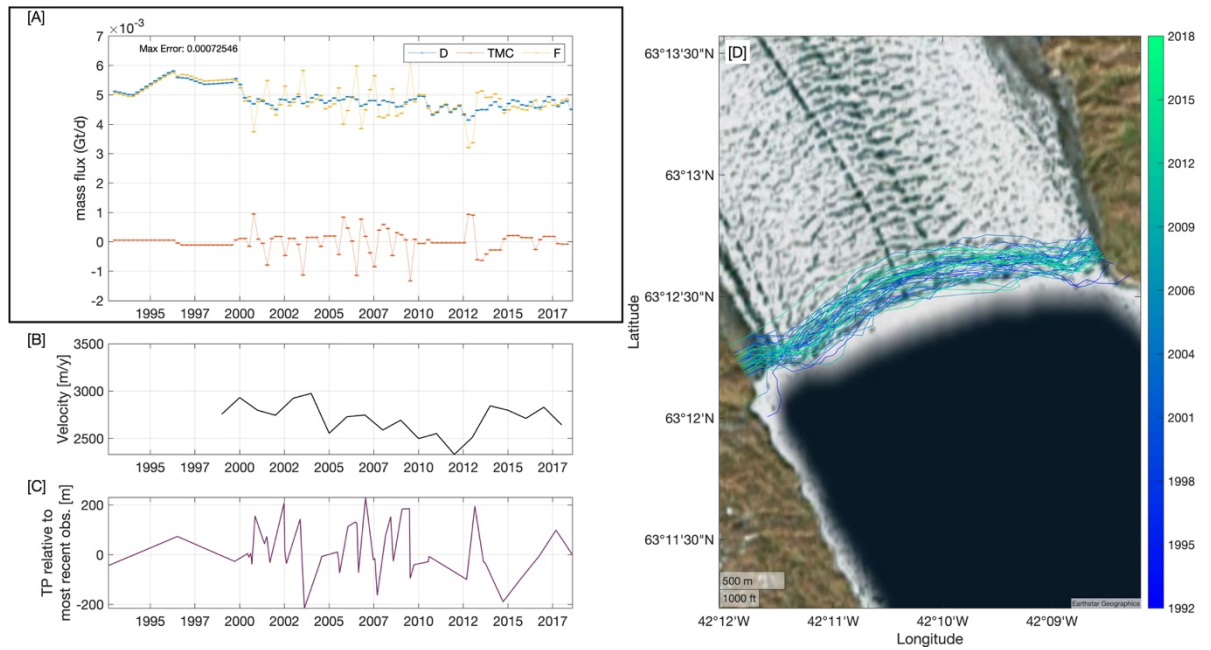 [A]
×10⁻³
Max Error: 0.00072546
D TMC F
7
6
5
4
3
2
1
0
-1
-2
mass flux (Gt/d)
1995 1997 2000 2002 2005 2007 2010 2012 2015 2017
[B]
3500
3000
2500
Velocity [m/y]
1995 1997 2000 2002 2005 2007 2010 2012 2015 2017
[C]
200
0
-200
TP relative to
most recent obs. [m]
1995 1997 2000 2002 2005 2007 2010 2012 2015 2017
[D]
63°13'30"N
63°13'N
63°12'30"N
63°12'N
63°11'30"N
Latitude
500 m
1000 ft
Earthstar Geographics
42°12'W 42°11'W 42°10'W 42°09'W
Longitude
2018
2015
2012
2009
2006
2004
2001
1998
1995
1992